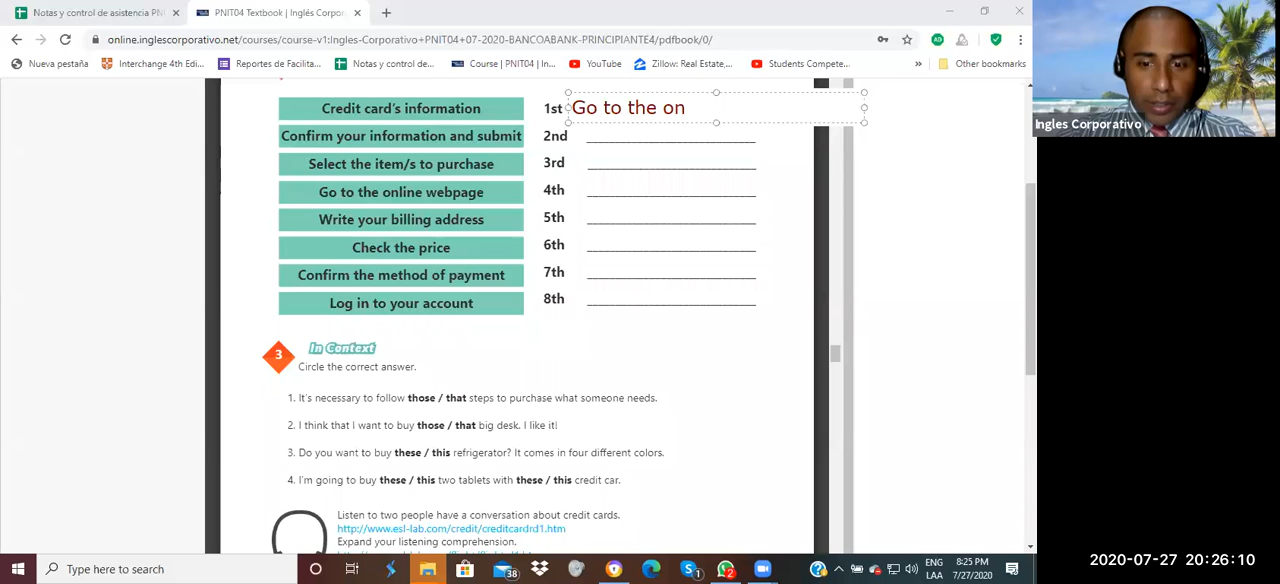 Notas y control de asistencia PN
PNIT04 Textbook | Inglés Corpor
online.inglescorporativo.net/courses/course-v1:Ingles-Corporativo+PNIT04+07-2020-BANCOABANK-PRINCIPIANTE4/pdfbook/0/
Nueva pestaña
Interchange 4th Edi...
Reportes de Facilita...
Notas y control de...
Course | PNIT04 | In...
YouTube
Zillow: Real Estate,...
Students Compete...
»
Other bookmarks
Ingles Corporativo
Credit card's information
1st Go to the on
Confirm your information and submit
2nd
Select the item/s to purchase
3rd
Go to the online webpage
4th
Write your billing address
5th
Check the price
6th
Confirm the method of payment
7th
Log in to your account
8th
3
In Context
Circle the correct answer.
1. It's necessary to follow those / that steps to purchase what someone needs.
2. I think that I want to buy those / that big desk. I like it!
3. Do you want to buy these / this refrigerator? It comes in four different colors.
4. I'm going to buy these / this two tablets with these / this credit car.
Listen to two people have a conversation about credit cards.
http://www.esl-lab.com/credit/creditcardrd1.htm
Expand your listening comprehension.
Type here to search
38
1
2
ENG
LAA
8:25 PM
7/27/2020
2020-07-27 20:26:10